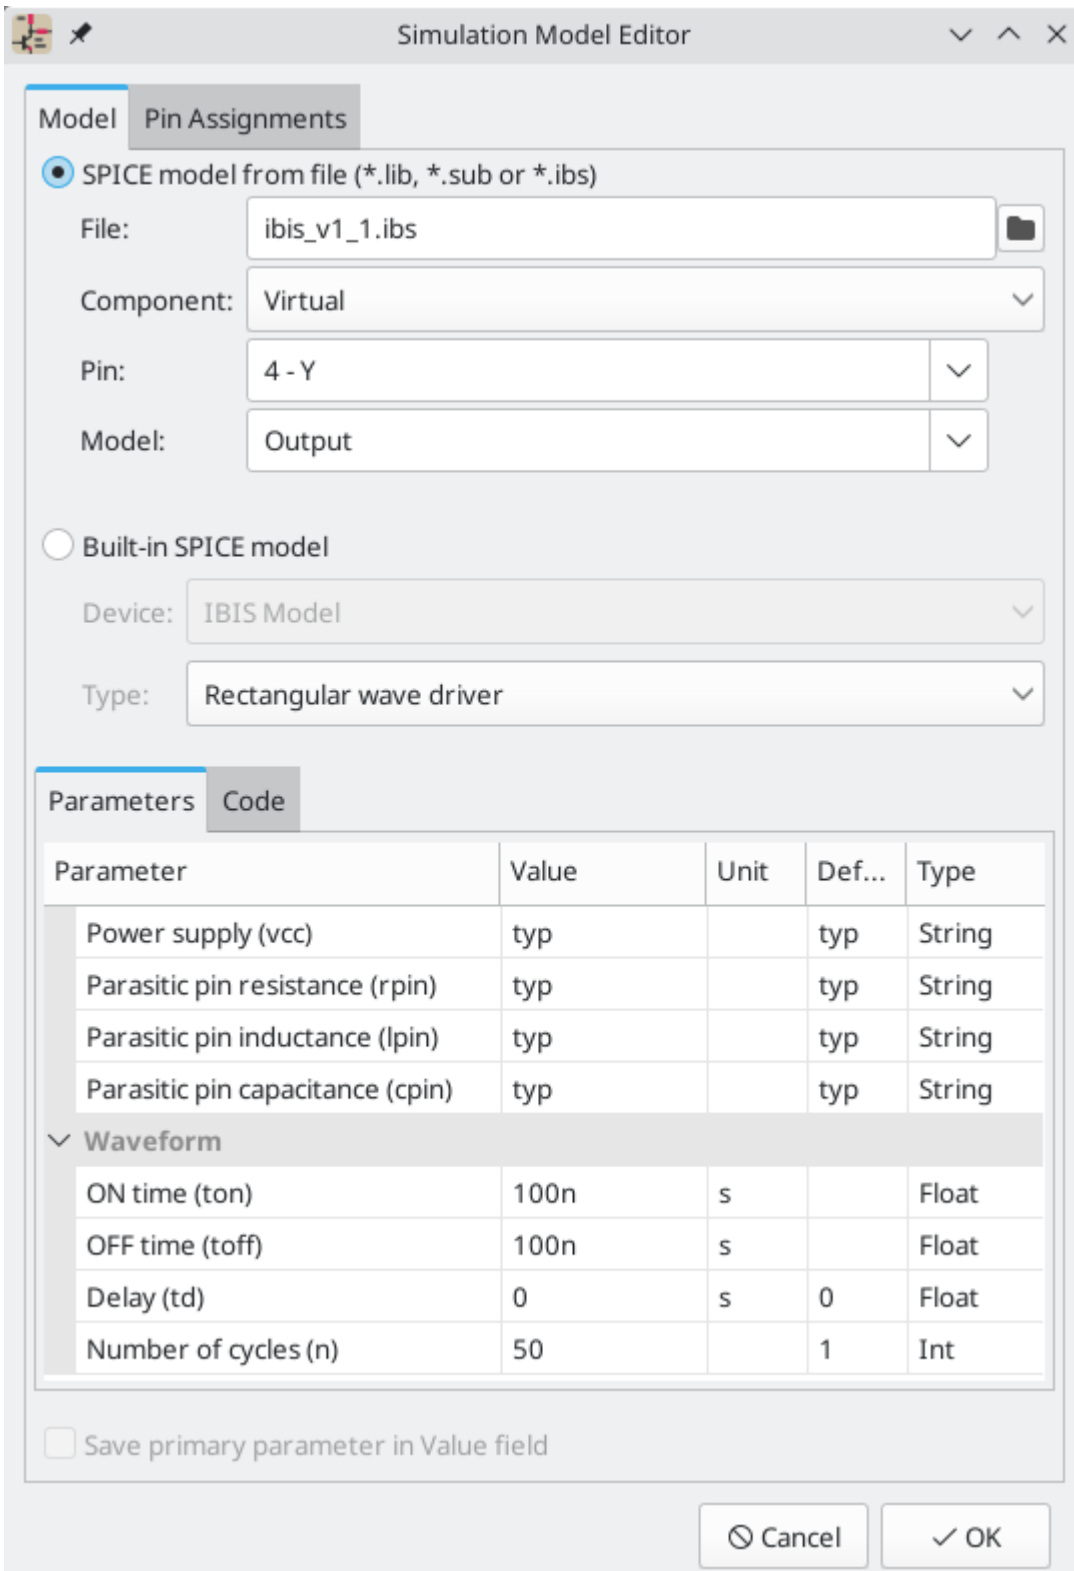 Simulation Model Editor
Model Pin Assignments
SPICE model from file (*.lib, *.sub or *.ibs)
File: ibis_v1_1.ibs
Component: Virtual
Pin: 4 - Y
Model: Output
Built-in SPICE model
Device: IBIS Model
Type: Rectangular wave driver
Parameters Code
Parameter Value Unit Def... Type
Power supply (vcc) typ typ String
Parasitic pin resistance (rpin) typ typ String
Parasitic pin inductance (lpin) typ typ String
Parasitic pin capacitance (cpin) typ typ String
Waveform
ON time (ton) 100n s Float
OFF time (toff) 100n s Float
Delay (td) 0 s 0 Float
Number of cycles (n) 50 1 Int
Save primary parameter in Value field
Cancel OK